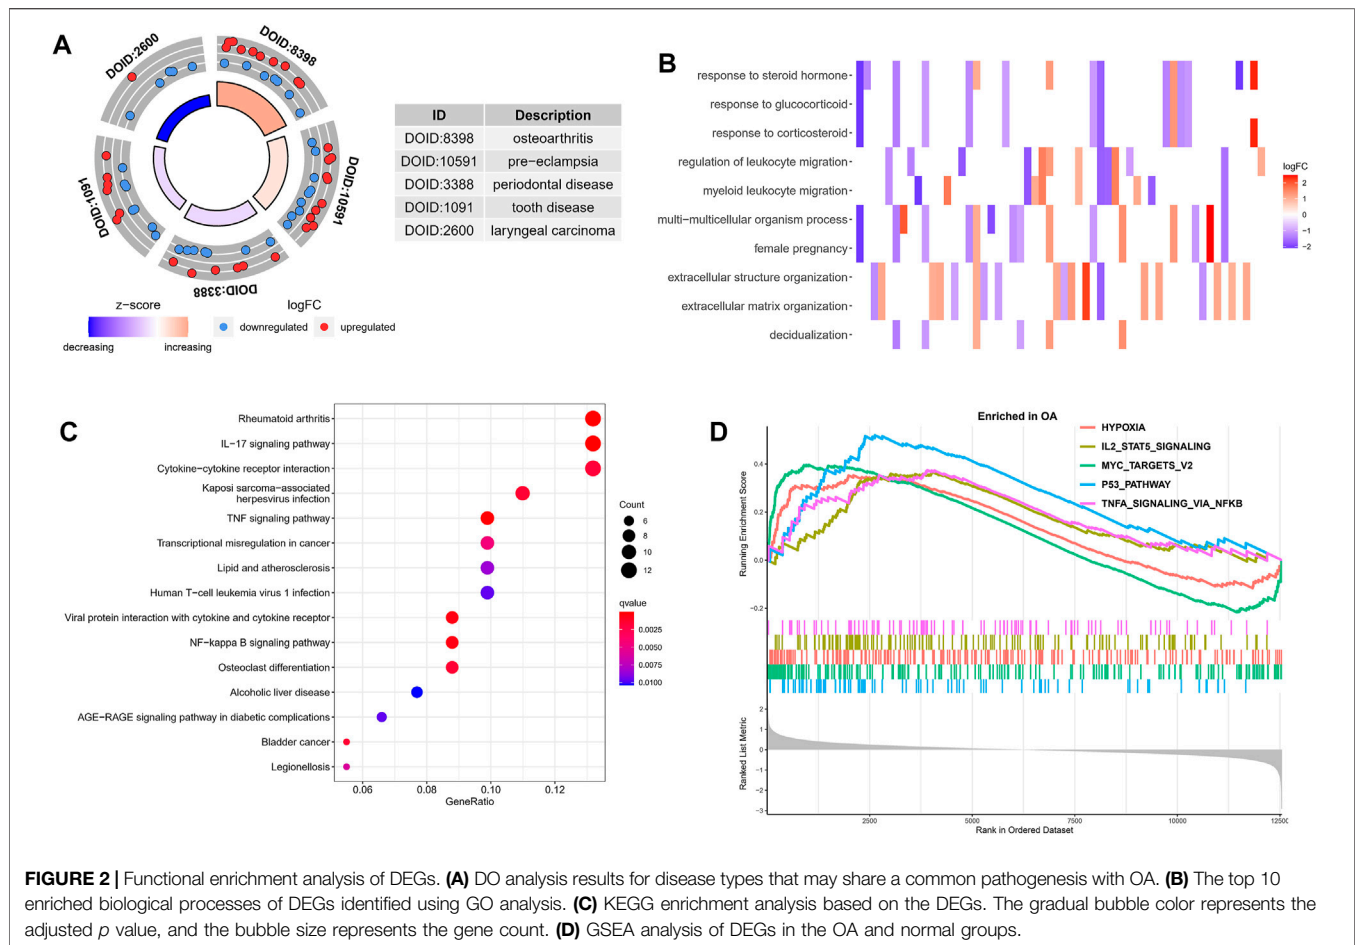 A
DOID:2600
DOID:8398
DOID:1091
DOID:10591
DOID:3388
z−score
decreasing
increasing
logFC
downregulated
upregulated
ID Description
DOID:8398 osteoarthritis
DOID:10591 pre−eclampsia
DOID:3388 periodontal disease
DOID:1091 tooth disease
DOID:2600 laryngeal carcinoma
B
response to steroid hormone
response to glucocorticoid
response to corticosteroid
regulation of leukocyte migration
myeloid leukocyte migration
multi−multicellular organism process
female pregnancy
extracellular structure organization
extracellular matrix organization
decidualization
logFC
2
1
0
−1
−2
C
Rheumatoid arthritis
IL−17 signaling pathway
Cytokine−cytokine receptor interaction
Kaposi sarcoma−associated
herpesvirus infection
TNF signaling pathway
Transcriptional misregulation in cancer
Lipid and atherosclerosis
Human T−cell leukemia virus 1 infection
Viral protein interaction with cytokine and cytokine receptor
NF−kappa B signaling pathway
Osteoclast differentiation
Alcoholic liver disease
AGE−RAGE signaling pathway in diabetic complications
Bladder cancer
Legionellosis
0.06 0.08 0.10 0.12
GeneRatio
Count
6
8
10
12
qvalue
0.0025
0.0050
0.0075
0.0100
D
Enriched in OA
HYPOXIA
IL2_STAT5_SIGNALING
MYC_TARGETS_V2
P53_PATHWAY
TNFA_SIGNALING_VIA_NFKB
Running Enrichment Score
0.4
0.2
0.0
−0.2
Ranked List Metric
2
1
0
−1
−2
−3
2500 5000 7500 10000 12500
Rank in Ordered Dataset
FIGURE 2 | Functional enrichment analysis of DEGs. (A) DO analysis results for disease types that may share a common pathogenesis with OA. (B) The top 10
enriched biological processes of DEGs identified using GO analysis. (C) KEGG enrichment analysis based on the DEGs. The gradual bubble color represents the
adjusted p value, and the bubble size represents the gene count. (D) GSEA analysis of DEGs in the OA and normal groups.